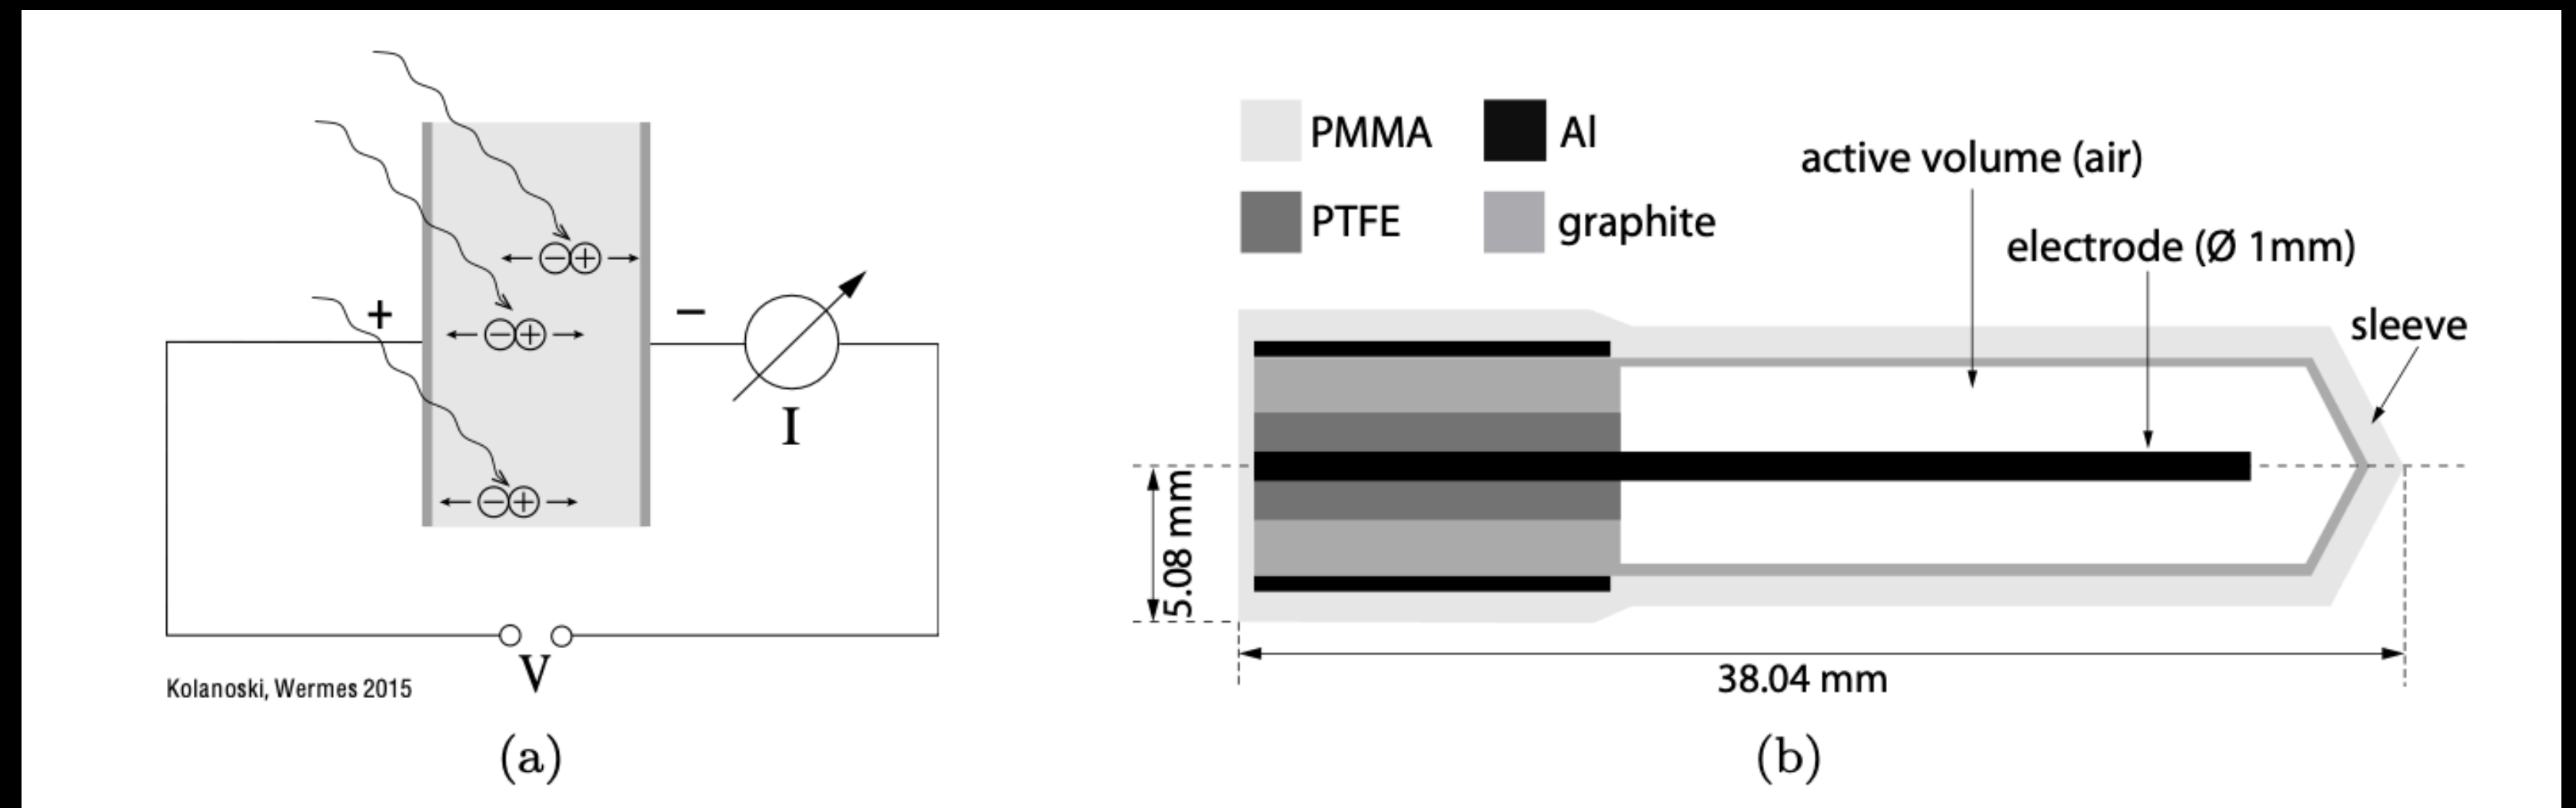 +
−
I
V
Kolanoski, Wermes 2015
(a)
PMMA
Al
PTFE
graphite
active volume (air)
electrode (Ø 1mm)
sleeve
5.08 mm
38.04 mm
(b)